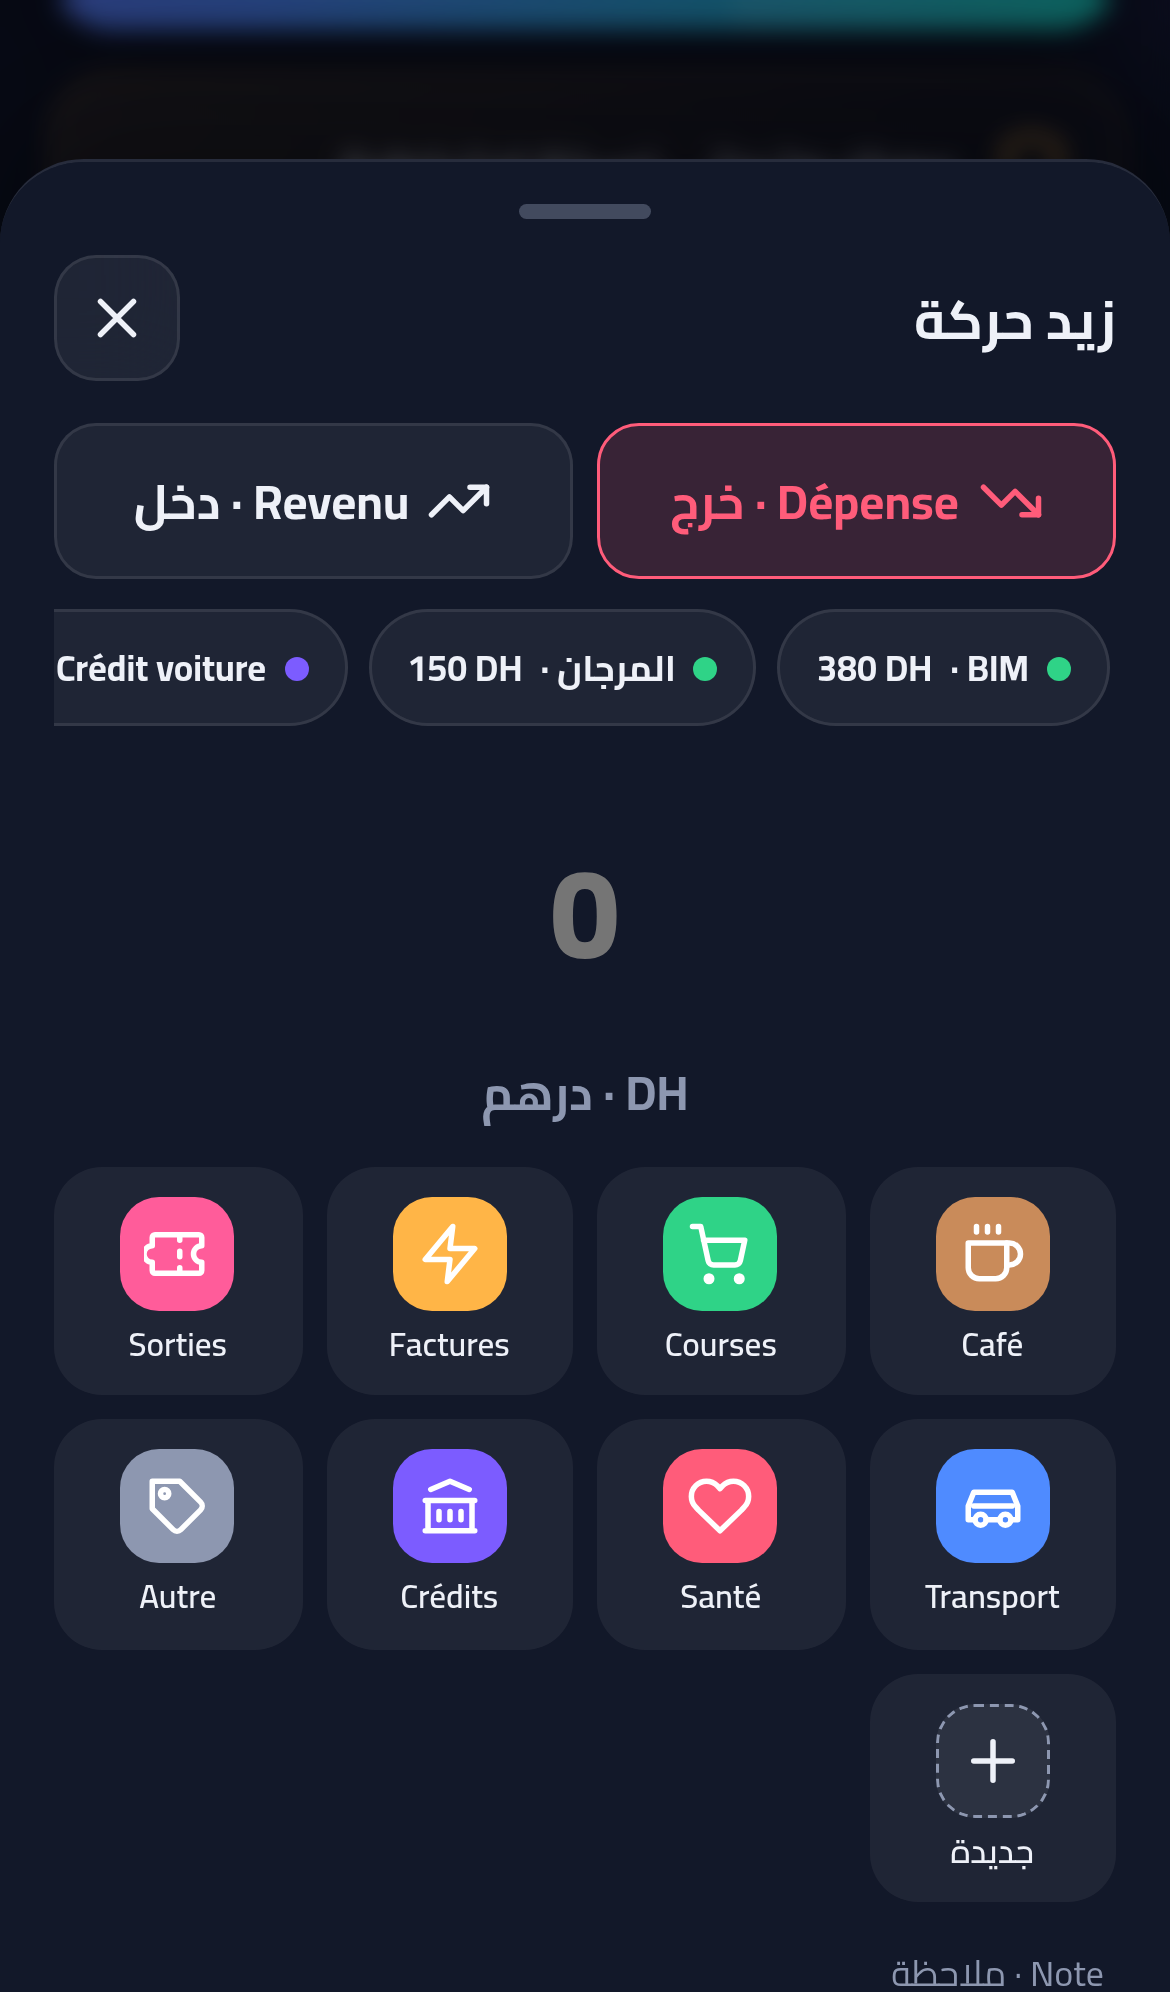 زيد حركة
Dépense · خرج
Revenu · دخل
BIM · 380 DH
المرجان · 150 DH
Crédit voiture
0
DH · درهم
Café
Courses
Factures
Sorties
Transport
Santé
Crédits
Autre
جديدة
Note · ملاحظة